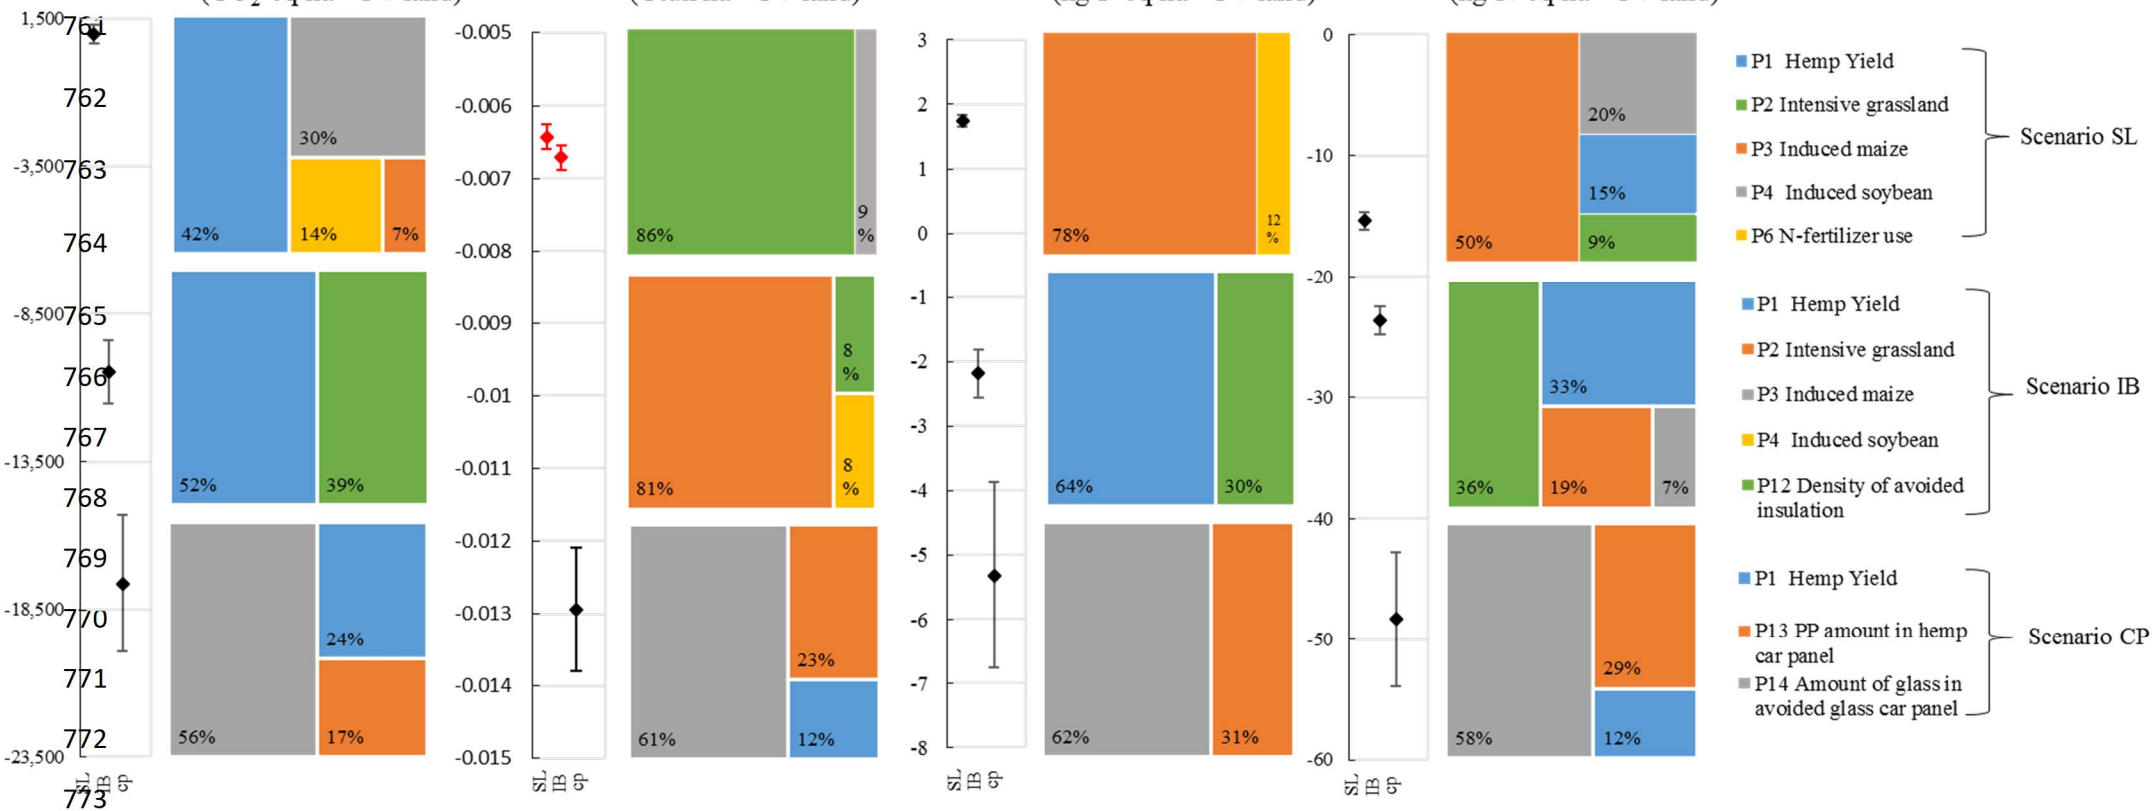 1,500
-3,500
-8,500
-13,500
-18,500
-23,500
761
762
763
764
765
766
767
768
769
770
771
772
773
SL
IB
cp
42%
30%
14%
7%
52%
39%
56%
24%
17%
-0.005
-0.006
-0.007
-0.008
-0.009
-0.01
-0.011
-0.012
-0.013
-0.014
-0.015
SL
IB
cp
86%
9
%
81%
8
%
8
%
61%
23%
12%
3
2
1
0
-1
-2
-3
-4
-5
-6
-7
-8
SL
IB
cp
78%
12
%
64%
30%
62%
31%
0
-10
-20
-30
-40
-50
-60
SL
IB
cp
50%
20%
15%
9%
36%
33%
19%
7%
58%
29%
12%
P1 Hemp Yield
P2 Intensive grassland
P3 Induced maize
P4 Induced soybean
P6 N-fertilizer use
Scenario SL
P1 Hemp Yield
P2 Intensive grassland
P3 Induced maize
P4 Induced soybean
P12 Density of avoided
insulation
Scenario IB
P1 Hemp Yield
P13 PP amount in hemp
car panel
P14 Amount of glass in
avoided glass car panel
Scenario CP